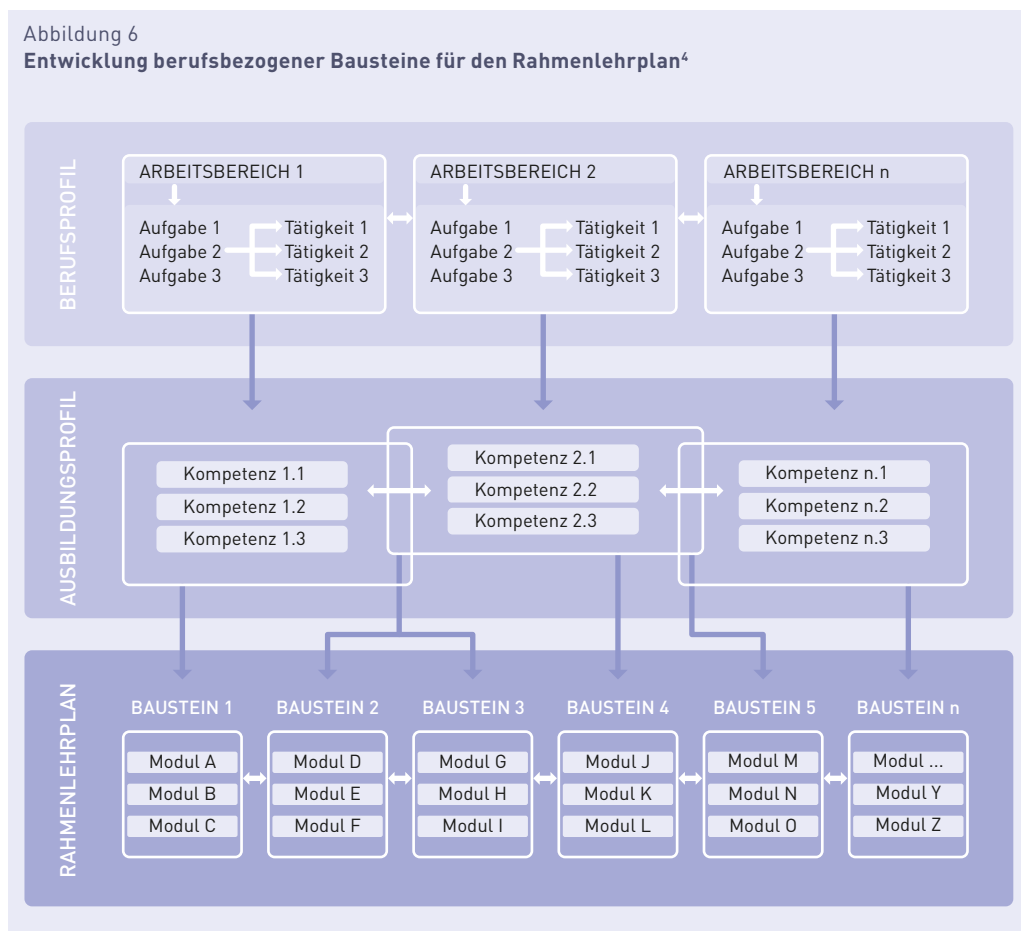 Abbildung 6
Entwicklung berufsbezogener Bausteine für den Rahmenlehrplan⁴
BERUFSPROFIL
ARBEITSBEREICH 1
Aufgabe 1 Tätigkeit 1
Aufgabe 2 Tätigkeit 2
Aufgabe 3 Tätigkeit 3
ARBEITSBEREICH 2
Aufgabe 1 Tätigkeit 1
Aufgabe 2 Tätigkeit 2
Aufgabe 3 Tätigkeit 3
ARBEITSBEREICH n
Aufgabe 1 Tätigkeit 1
Aufgabe 2 Tätigkeit 2
Aufgabe 3 Tätigkeit 3
AUSBILDUNGSPROFIL
Kompetenz 1.1
Kompetenz 1.2
Kompetenz 1.3
Kompetenz 2.1
Kompetenz 2.2
Kompetenz 2.3
Kompetenz n.1
Kompetenz n.2
Kompetenz n.3
RAHMENLEHRPLAN
BAUSTEIN 1
Modul A
Modul B
Modul C
BAUSTEIN 2
Modul D
Modul E
Modul F
BAUSTEIN 3
Modul G
Modul H
Modul I
BAUSTEIN 4
Modul J
Modul K
Modul L
BAUSTEIN 5
Modul M
Modul N
Modul O
BAUSTEIN n
Modul ...
Modul Y
Modul Z